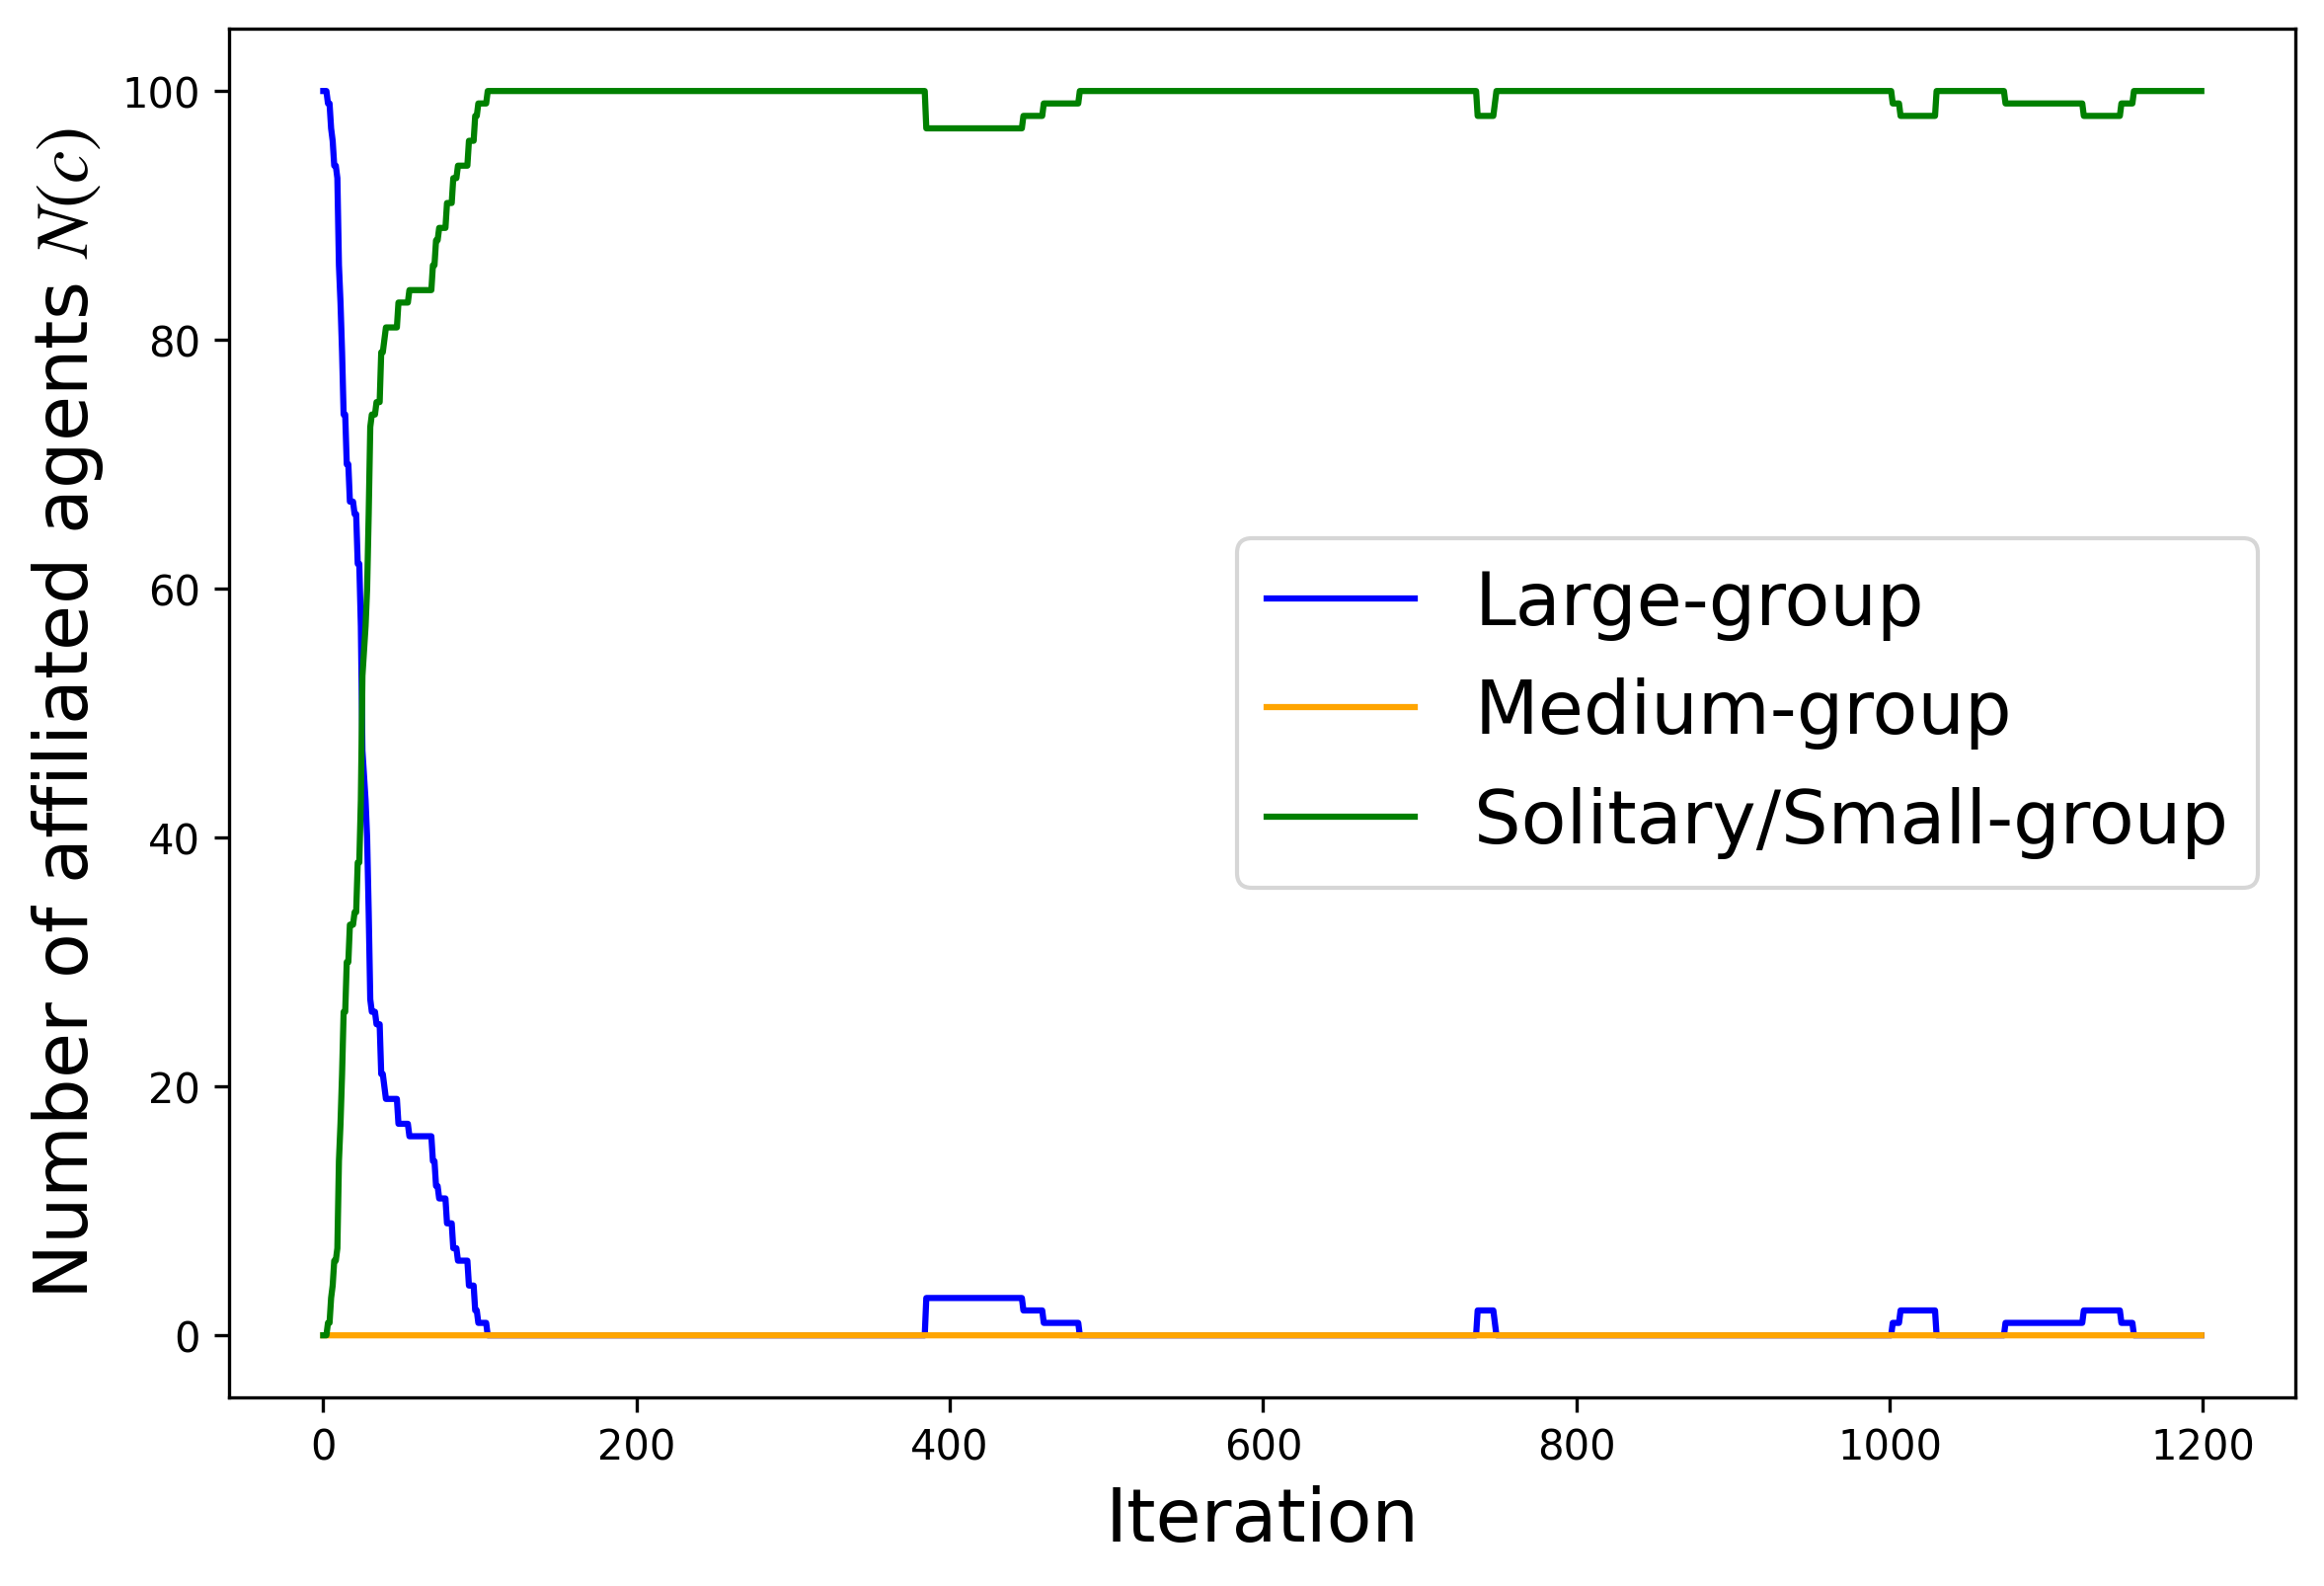 Number of affiliated agents N(c)
100
80
60
40
20
0
Large-group
Medium-group
Solitary/Small-group
0 200 400 600 800 1000 1200
Iteration